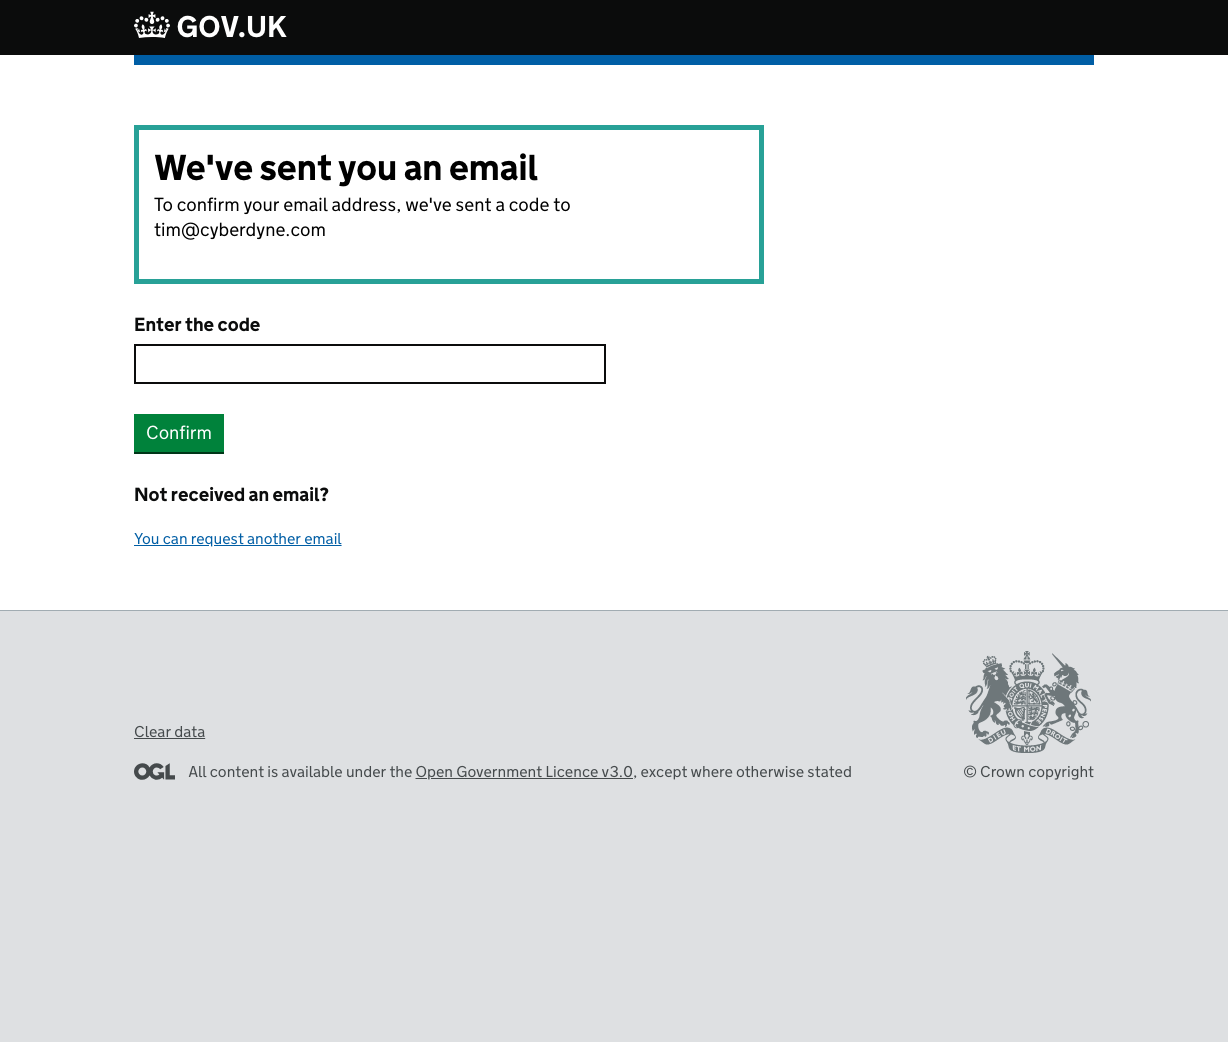 GOV.UK
We've sent you an email
To confirm your email address, we've sent a code to
tim@cyberdyne.com
Enter the code
Confirm
Not received an email?
You can request another email
Clear data
OGL All content is available under the Open Government Licence v3.0, except where otherwise stated
DIEU ET MON DROIT
© Crown copyright